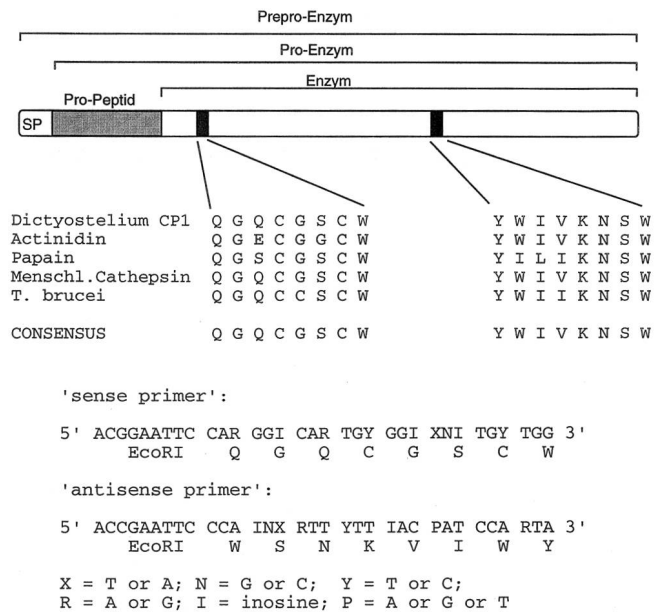 Prepro-Enzym
Pro-Enzym
Enzym
Pro-Peptid
SP
Dictyostelium CP1 Q G Q C G S C W Y W I V K N S W
Actinidin Q G E C G G C W Y W I V K N S W
Papain Q G S C G S C W Y I L I K N S W
Menschl.Cathepsin Q G Q C G S C W Y W I V K N S W
T. brucei Q G Q C C S C W Y W I I K N S W
CONSENSUS Q G Q C G S C W Y W I V K N S W
'sense primer':
5' ACGGAATTC CAR GGI CAR TGY GGI XNI TGY TGG 3'
EcoRI Q G Q C G S C W
'antisense primer':
5' ACCGAATTC CCA INX RTT YTT IAC PAT CCA RTA 3'
EcoRI W S N K V I W Y
X = T or A; N = G or C; Y = T or C;
R = A or G; I = inosine; P = A or G or T